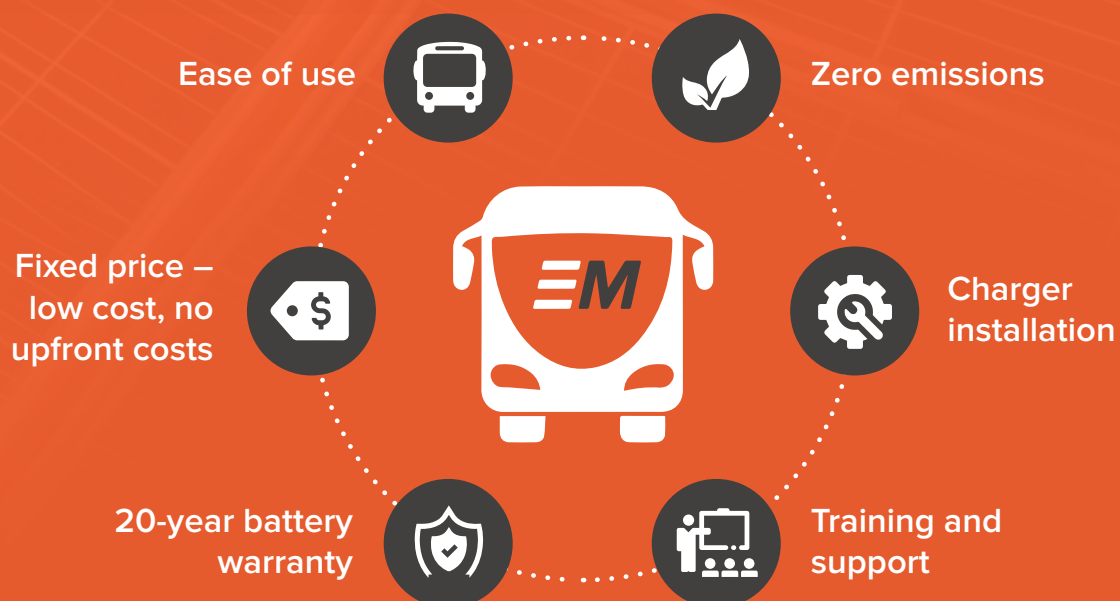 Ease of use
Zero emissions
Fixed price –
low cost, no
upfront costs
$
EM
Charger
installation
20-year battery
warranty
Training and
support